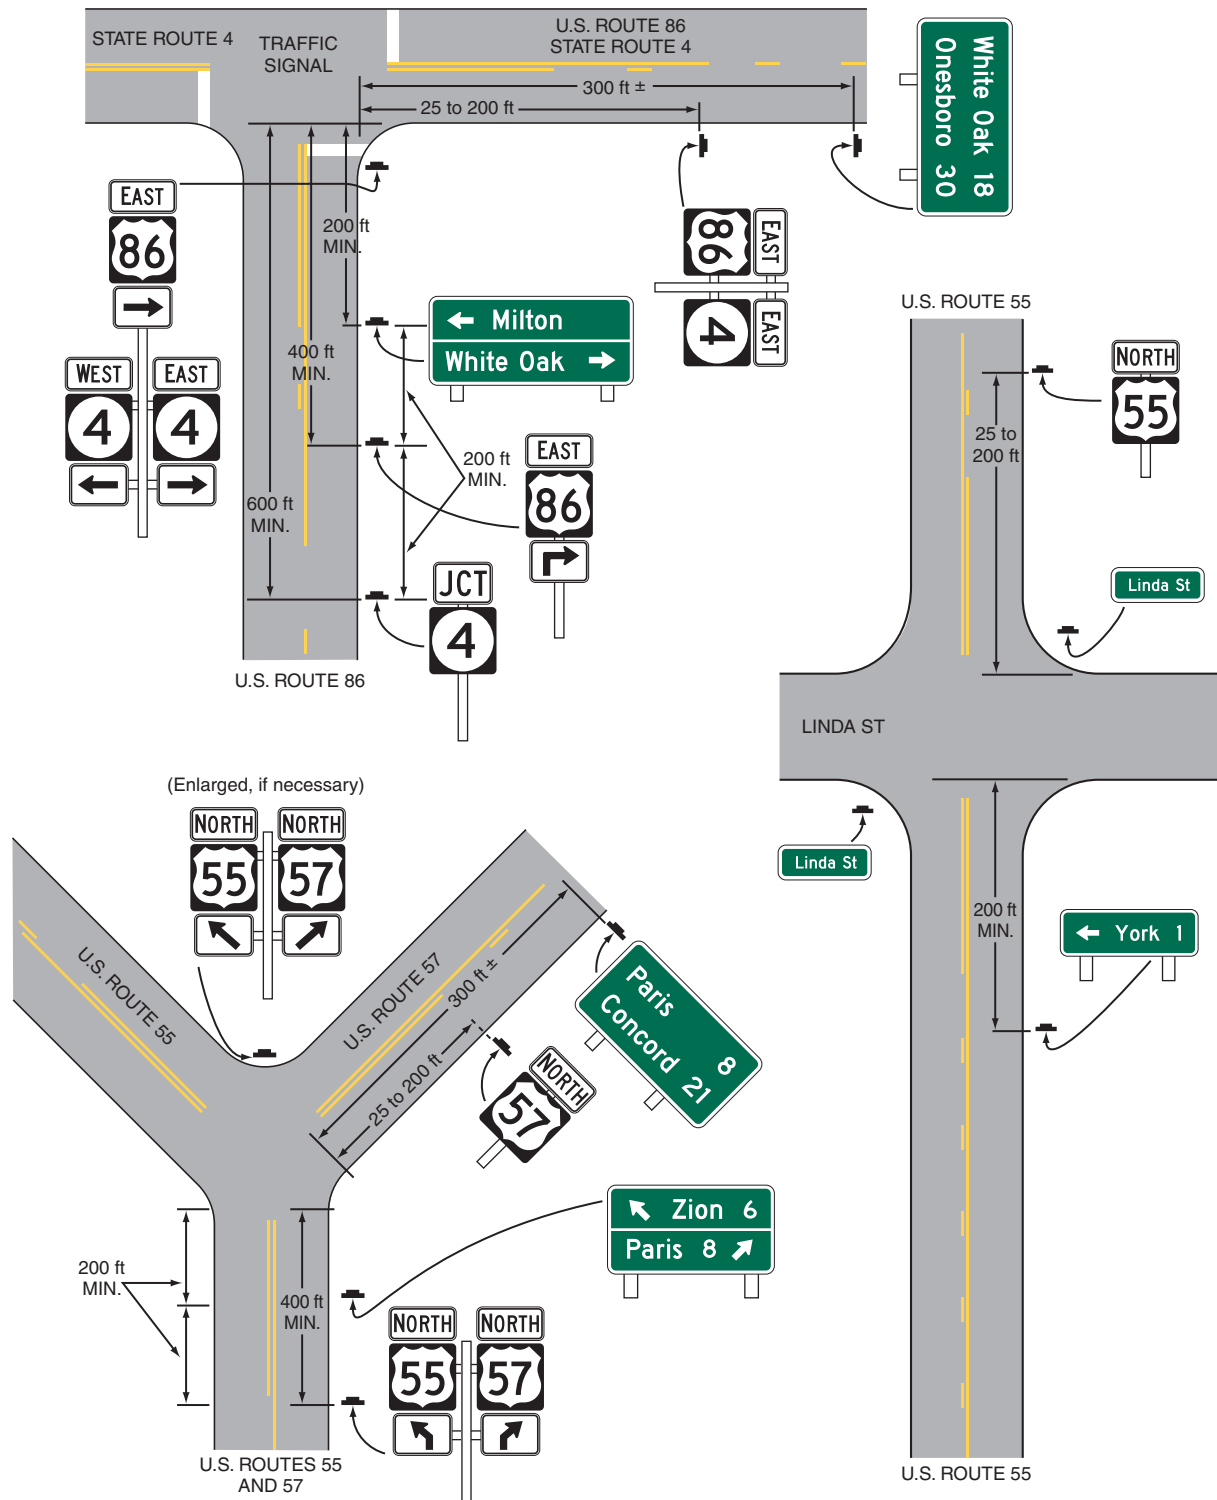 STATE ROUTE 4
TRAFFIC
SIGNAL
U.S. ROUTE 86
STATE ROUTE 4
300 ft ±
25 to 200 ft
White Oak 18
Onesboro 30
EAST
86
200 ft
MIN.
EAST
86
EAST
4
Milton
White Oak
400 ft
MIN.
WEST
EAST
4
4
200 ft
MIN.
EAST
86
600 ft
MIN.
JCT
4
U.S. ROUTE 86
U.S. ROUTE 55
NORTH
55
25 to
200 ft
Linda St
LINDA ST
Linda St
200 ft
MIN.
York 1
U.S. ROUTE 55
(Enlarged, if necessary)
NORTH
NORTH
55
57
U.S. ROUTE 55
U.S. ROUTE 57
300 ft ±
25 to 200 ft
Paris 8
Concord 21
NORTH
57
Zion 6
Paris 8
200 ft
MIN.
400 ft
MIN.
NORTH
NORTH
55
57
U.S. ROUTES 55
AND 57